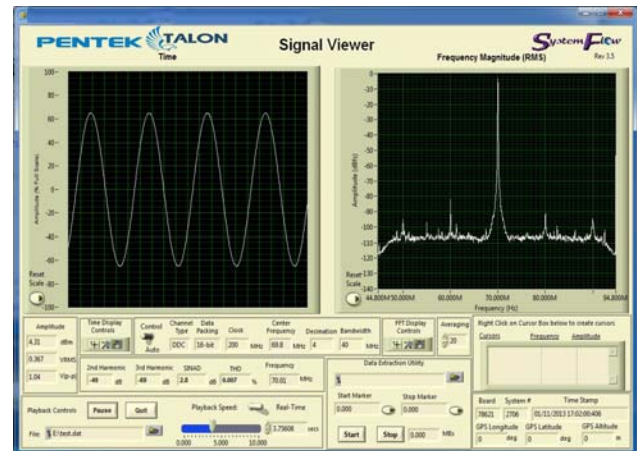 PENTEK TALON
Signal Viewer
SystemFlow
Rev 3.5
Time
Frequency Magnitude (RMS)
Amplitude (% Full Scale)
100-
80-
60-
40-
20-
0-
-20-
-40-
-60-
-80-
-100-
Reset
Scale
Amplitude (dBFs)
0-
-10-
-20-
-30-
-40-
-50-
-60-
-70-
-80-
-90-
-100-
-110-
-120-
-130-
-140-
44.800M 50.000M 60.000M 70.000M 80.000M 94.800M
Frequency (Hz)
Reset
Scale
Amplitude
4.31 dBm
0.367 VRMS
1.04
Time Display
Controls
Control
Auto
Channel
Type
DDC
Data
Packing
16-bit
Clock
200 MHz
Center
Frequency
69.8 MHz
Decimation
4
Bandwidth
40 MHz
FFT Display
Controls
Averaging
20
Right Click on Cursor Box below to create cursors
Cursors Frequency Amplitude
2nd Harmonic
dB
3rd Harmonic
dB
SINAD
dB
THD
0.007 %
Frequency
70.01 MHz
Data Extraction Utility
Start Marker
0.000
Stop Marker
0.000
Start
Stop
0.000 MBs
Playback Controls
Pause
Quit
File: E:\test.dat
Playback Speed:
Real-Time
0.000 5.000 10.000
3.75606 secs
Board System # Time Stamp
78621 2706 01/11/2013 17:02:00:406
GPS Longitude GPS Latitude GPS Altitude
0 deg 0 deg 0 m